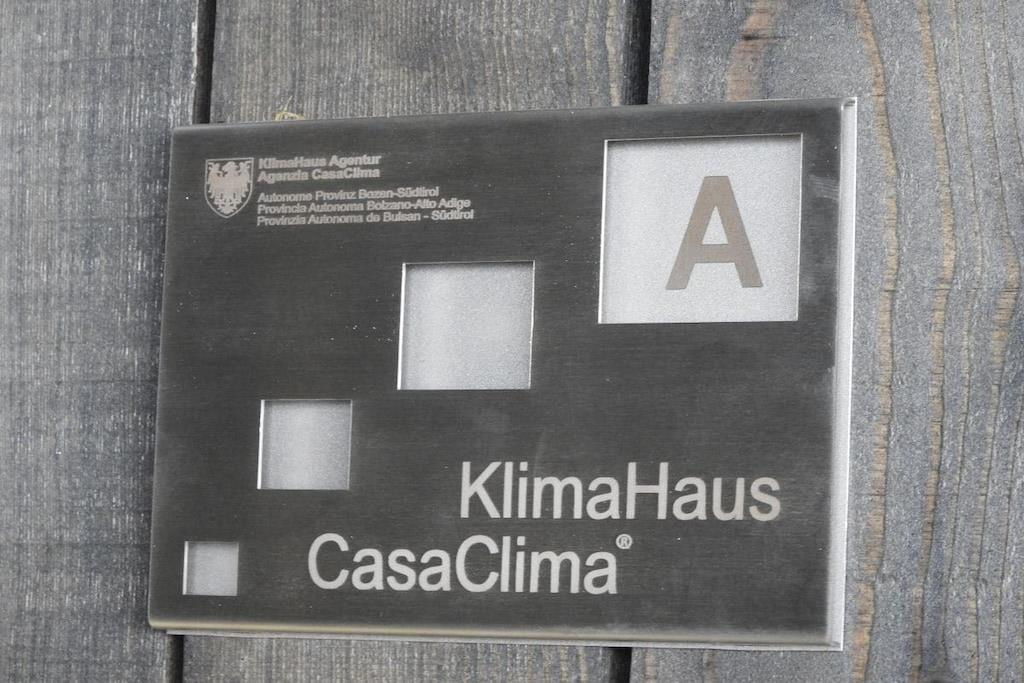 KlimaHaus Agentur
Agenzia CasaClima
Autonome Provinz Bozen-Südtirol
Provincia Autonoma Bolzano-Alto Adige
Provinzia Autonoma de Bulsan - Südtirol
A
KlimaHaus
CasaClima®